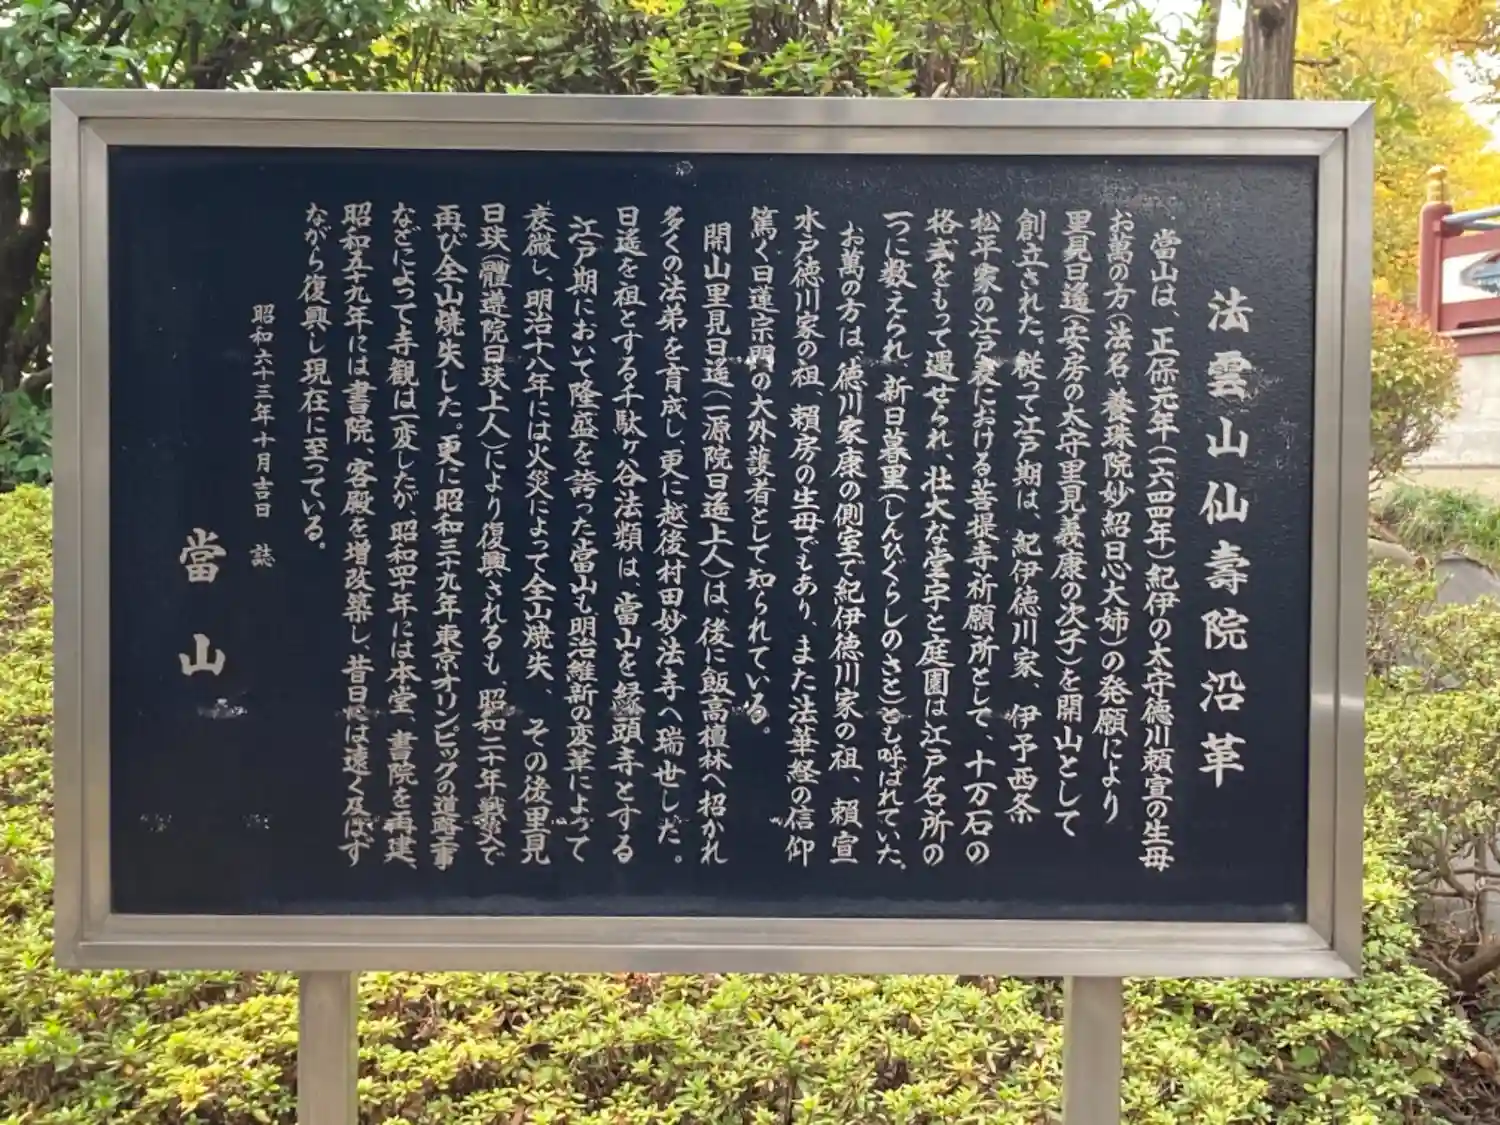 法雲山仙壽院沿革
當山は、正保元年(一六四四年)紀伊の太守徳川頼宣の生母
お萬の方(法名・養珠院妙紹日心大姉)の発願により
里見日遙(安房の太守里見義康の次子)を開山として
創立された。従って江戸期は、紀伊徳川家、伊予西条
松平家の江戸表における菩提寺祈願所として、十万石の
格式をもって遇せられ、壮大な堂宇と庭園は江戸名所の
一つに数えられ、新日暮里(しんひぐらしのさと)とも呼ばれていた。
お萬の方は、徳川家康の側室で紀伊徳川家の祖、頼宣
水戸徳川家の祖、頼房の生母でもあり、また法華経の信仰
篤く日蓮宗門の大外護者として知られている。
開山里見日遙(一源院日遙上人)は、後に飯高檀林へ招かれ
多くの法弟を育成し、更に越後村田妙法寺へ瑞世した。
日遙を祖とする千駄ヶ谷法類は、當山を縁頭寺とする
江戸期において隆盛を誇った當山も明治維新の変革によって
衰微し、明治十八年には火災によって全山焼失、その後里見
日玞(體遵院日玞上人)により復興されるも、昭和二十年戦災で
再び全山焼失した。更に昭和三十九年東京オリンピックの道路工事
などによって寺観は一変したが、昭和四十年には本堂、書院を再建、
昭和五十九年には書院、客殿を増改築し、昔日には遠く及ばず
ながら復興し現在に至っている。
昭和六十三年十月吉日 誌
當山